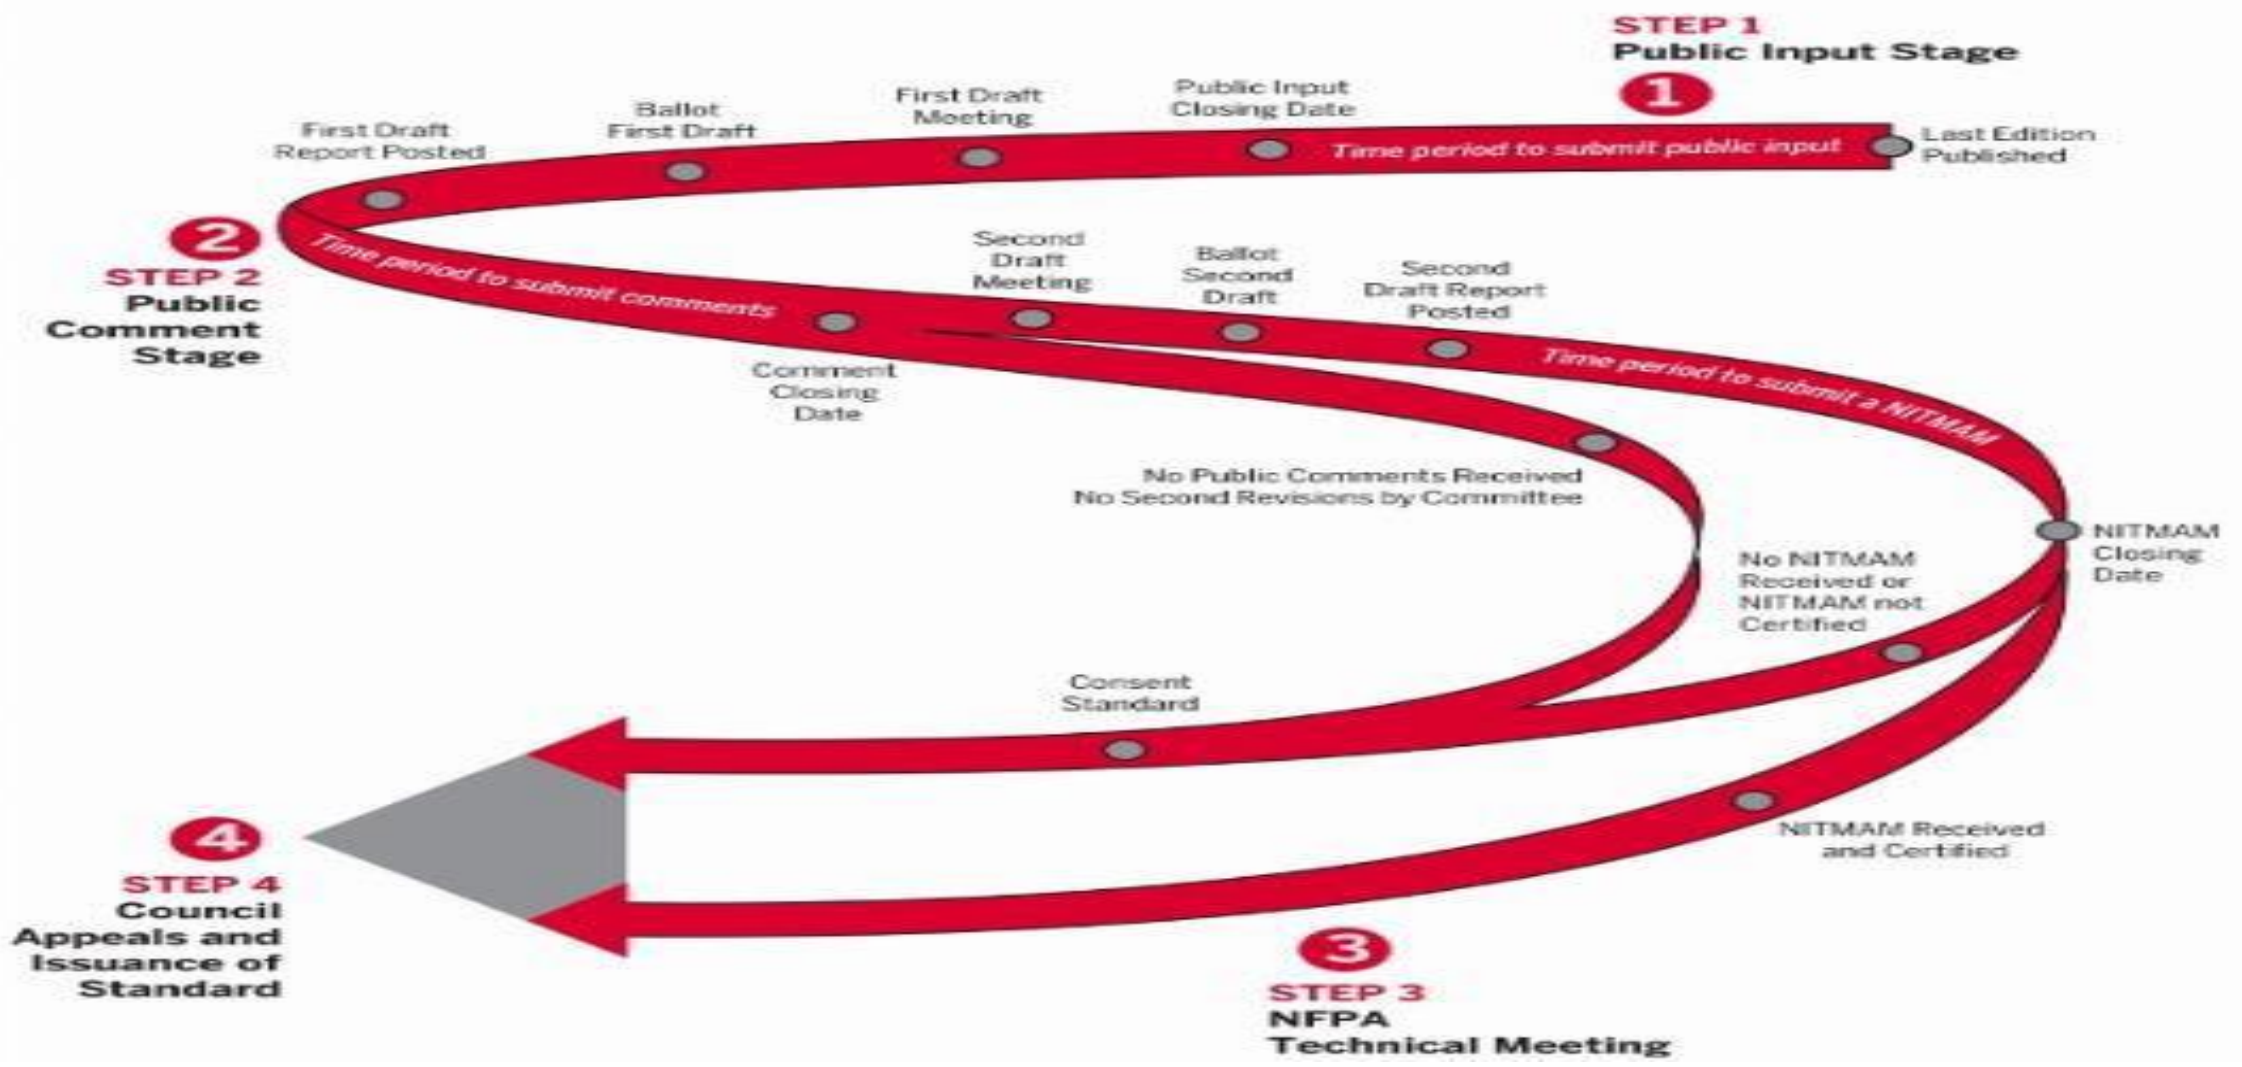 STEP 1
Public Input Stage
1
Last Edition
Published
Time period to submit public input
Public Input
Closing Date
First Draft
Meeting
Ballot
First Draft
First Draft
Report Posted
2
STEP 2
Public
Comment
Stage
Time period to submit comments
Comment
Closing
Date
Second
Draft
Meeting
Ballot
Second
Draft
Second
Draft Report
Posted
Time period to submit a NITMAM
No Public Comments Received
No Second Revisions by Committee
NITMAM
Closing
Date
No NITMAM
Received or
NITMAM not
Certified
Consent
Standard
NITMAM Received
and Certified
3
STEP 3
NFPA
Technical Meeting
4
STEP 4
Council
Appeals and
Issuance of
Standard